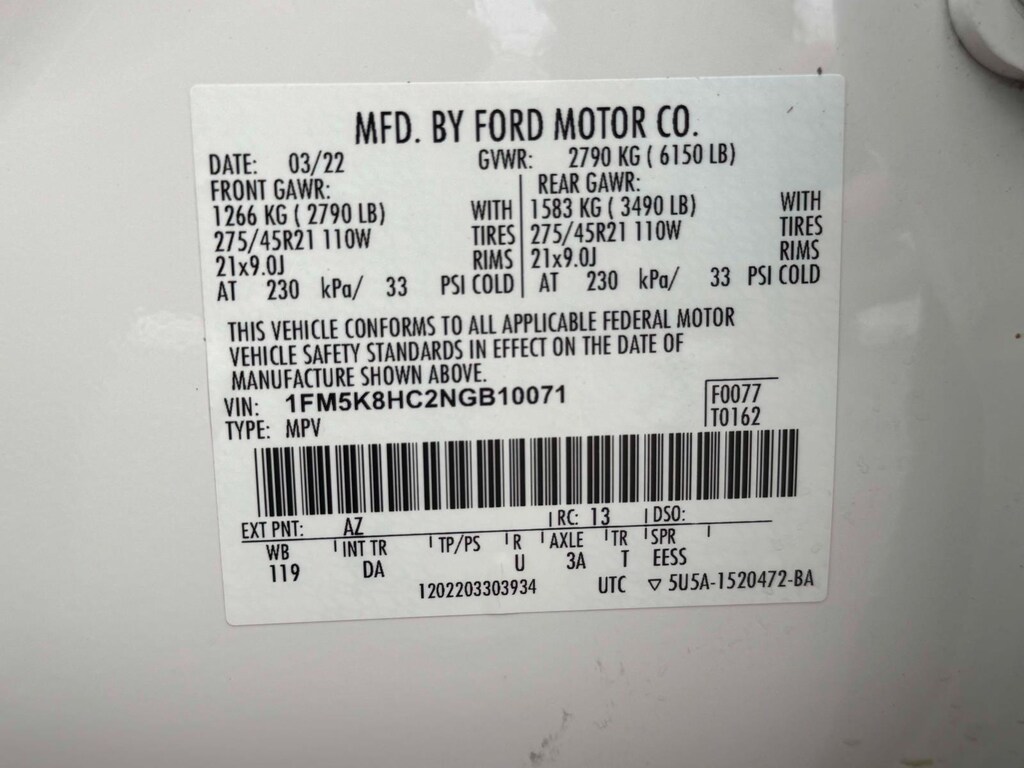 MFD. BY FORD MOTOR CO.
DATE: 03/22 GVWR: 2790 KG ( 6150 LB)
FRONT GAWR: REAR GAWR:
1266 KG ( 2790 LB) WITH 1583 KG ( 3490 LB) WITH
275/45R21 110W TIRES 275/45R21 110W TIRES
21x9.0J RIMS 21x9.0J RIMS
AT 230 kPa/ 33 PSI COLD AT 230 kPa/ 33 PSI COLD
THIS VEHICLE CONFORMS TO ALL APPLICABLE FEDERAL MOTOR
VEHICLE SAFETY STANDARDS IN EFFECT ON THE DATE OF
MANUFACTURE SHOWN ABOVE.
VIN: 1FM5K8HC2NGB10071 F0077
TYPE: MPV T0162
EXT PNT: AZ RC: 13 DSO:
WB INT TR TP/PS R AXLE TR SPR
119 DA U 3A T EESS
1202203303934 UTC ▽ 5U5A-1520472-BA